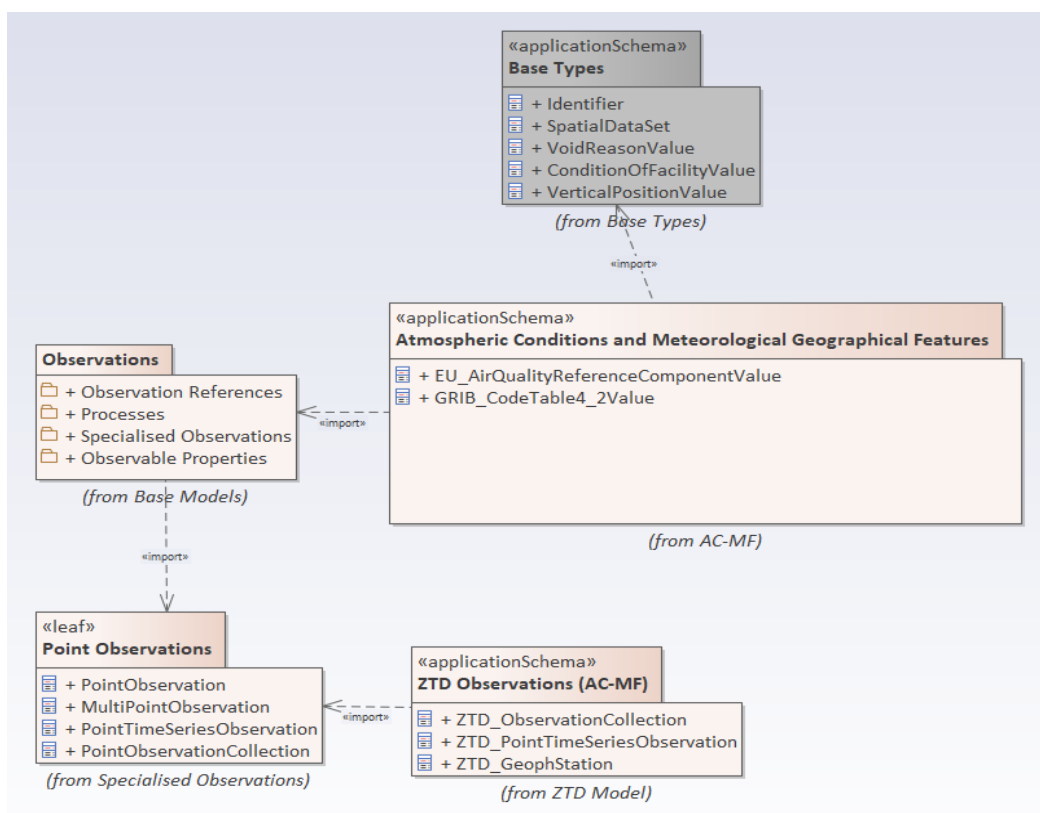 «applicationSchema»
Base Types
+ Identifier
+ SpatialDataSet
+ VoidReasonValue
+ ConditionOfFacilityValue
+ VerticalPositionValue
(from Base Types)
«import»
«applicationSchema»
Atmospheric Conditions and Meteorological Geographical Features
+ EU_AirQualityReferenceComponentValue
+ GRIB_CodeTable4_2Value
(from AC-MF)
Observations
+ Observation References
+ Processes
+ Specialised Observations
+ Observable Properties
(from Base Models)
«import»
«import»
«leaf»
Point Observations
+ PointObservation
+ MultiPointObservation
+ PointTimeSeriesObservation
+ PointObservationCollection
(from Specialised Observations)
«import»
«applicationSchema»
ZTD Observations (AC-MF)
+ ZTD_ObservationCollection
+ ZTD_PointTimeSeriesObservation
+ ZTD_GeophStation
(from ZTD Model)